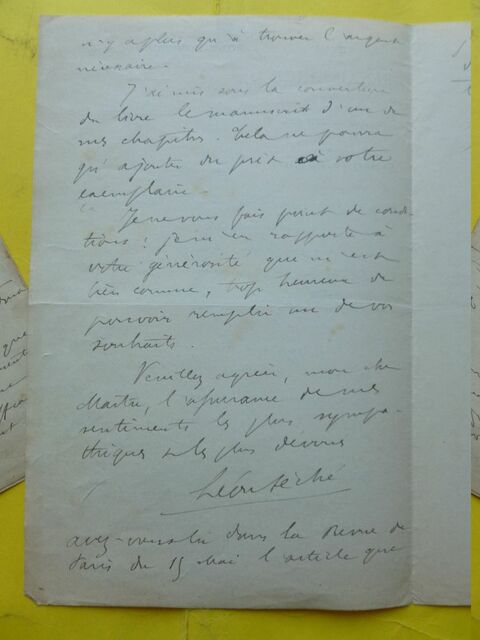 n'y a plus qu'à trouver l'argent
nécessaire.
J'ai mis sous la couverture
du livre le manuscrit d'un de
mes chapitres. Cela ne pourra
qu'ajouter du prix à votre
exemplaire.
Je ne vous fais point de condi-
tions : je m'en rapporte à
votre générosité qui m'est
bien connue, trop heureux de
pouvoir remplir un de vos
souhaits.
Veuillez agréer, mon cher
Maître, l'assurance de mes
sentiments les plus sympa-
thiques et les plus dévoués
Léon Séché
avez-vous lu dans la Revue de
Paris du 15 mai l'article que